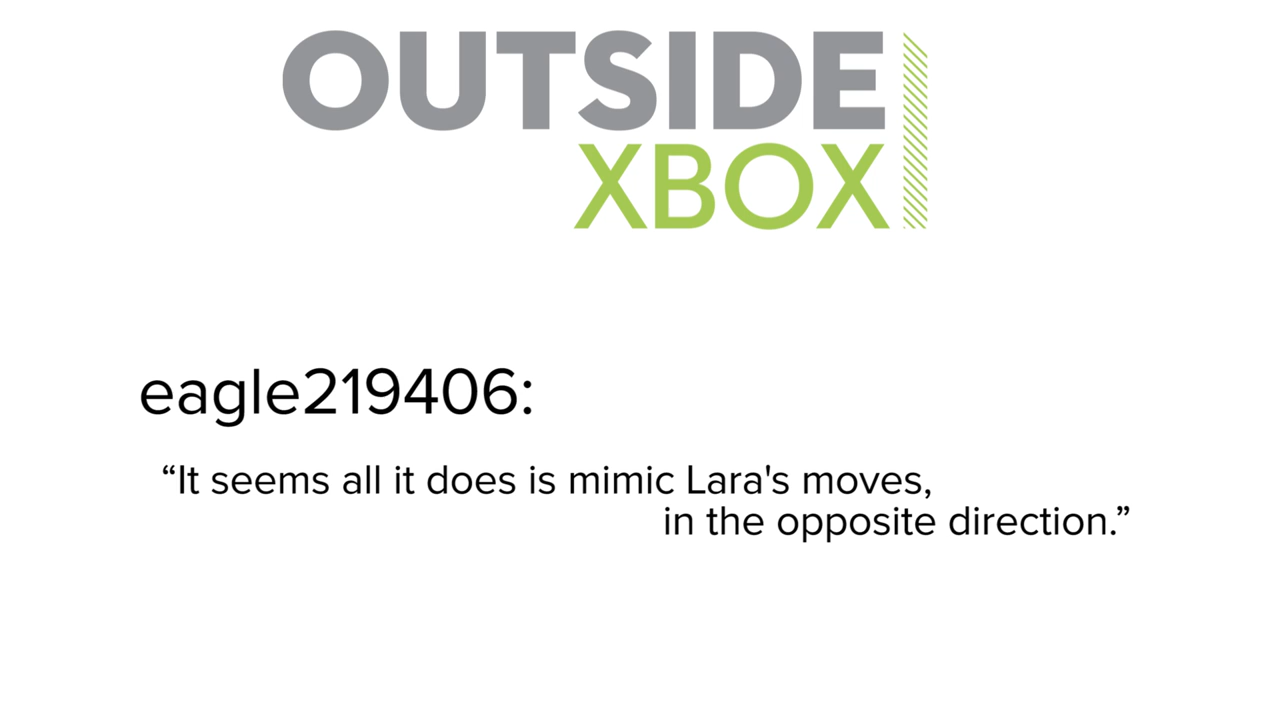 OUTSIDE
XBOX
eagle219406:
“It seems all it does is mimic Lara's moves,
in the opposite direction.”